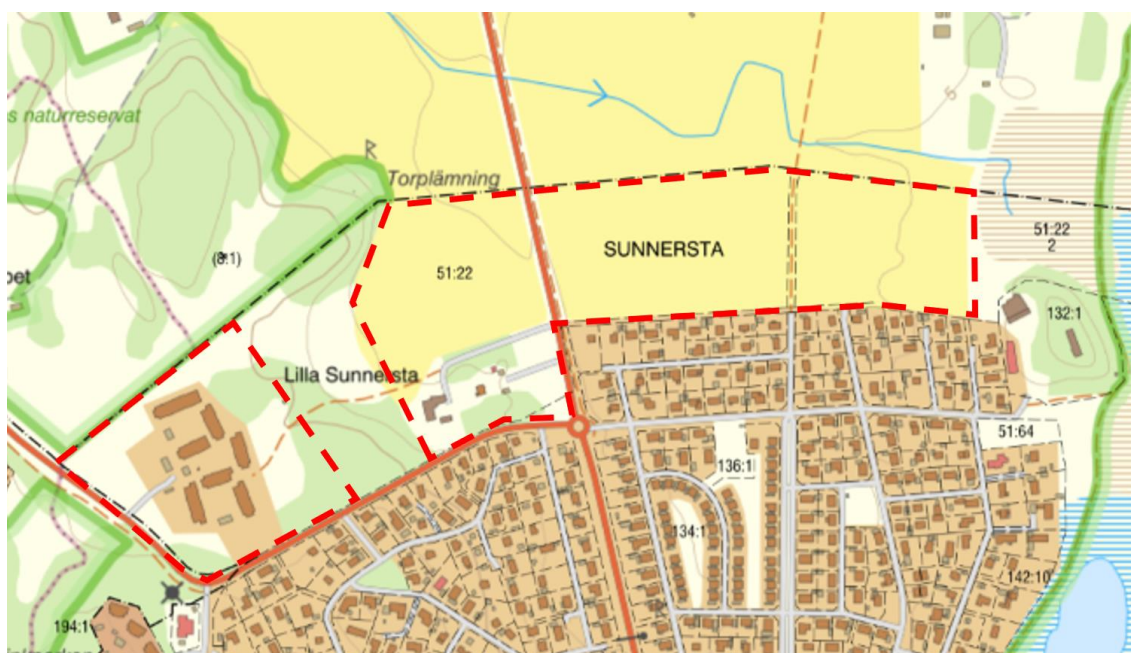 s naturreservat
R
Torplämning
51:22
SUNNERSTA
51:22
2
(8:1)
132:1
Lilla Sunnersta
51:64
136:1
134:1
142:10
194:1